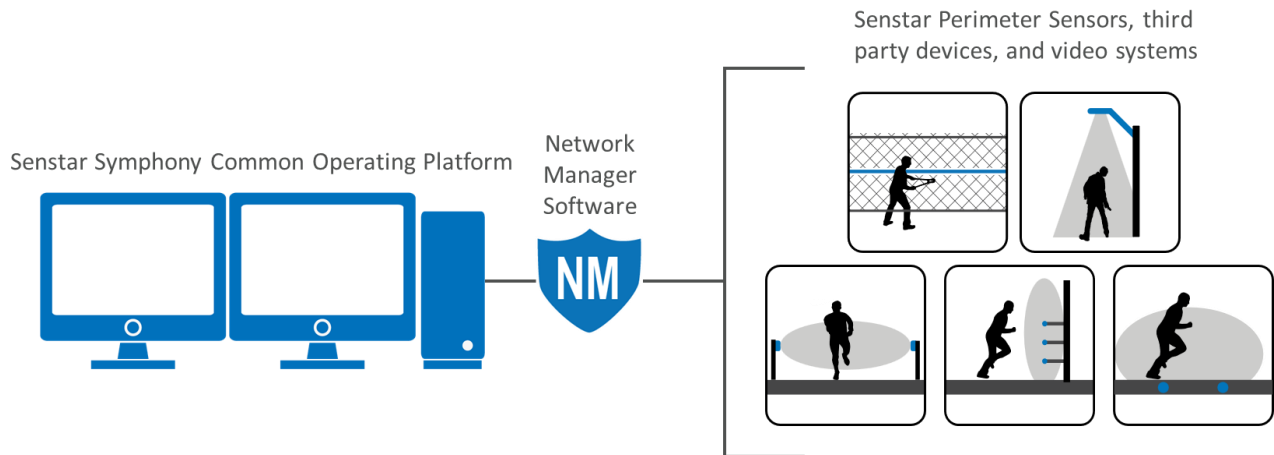 Senstar Symphony Common Operating Platform
Network
Manager
Software
NM
Senstar Perimeter Sensors, third
party devices, and video systems